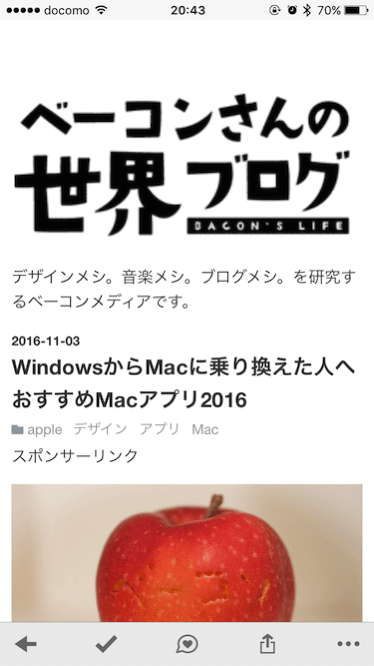 docomo 20:43 70%
ベーコンさんの
世界ブログ
BACON'S LIFE
デザインメシ。音楽メシ。ブログメシ。を研究す
るベーコンメディアです。
2016-11-03
WindowsからMacに乗り換えた人へ
おすすめMacアプリ2016
apple デザイン アプリ Mac
スポンサーリンク